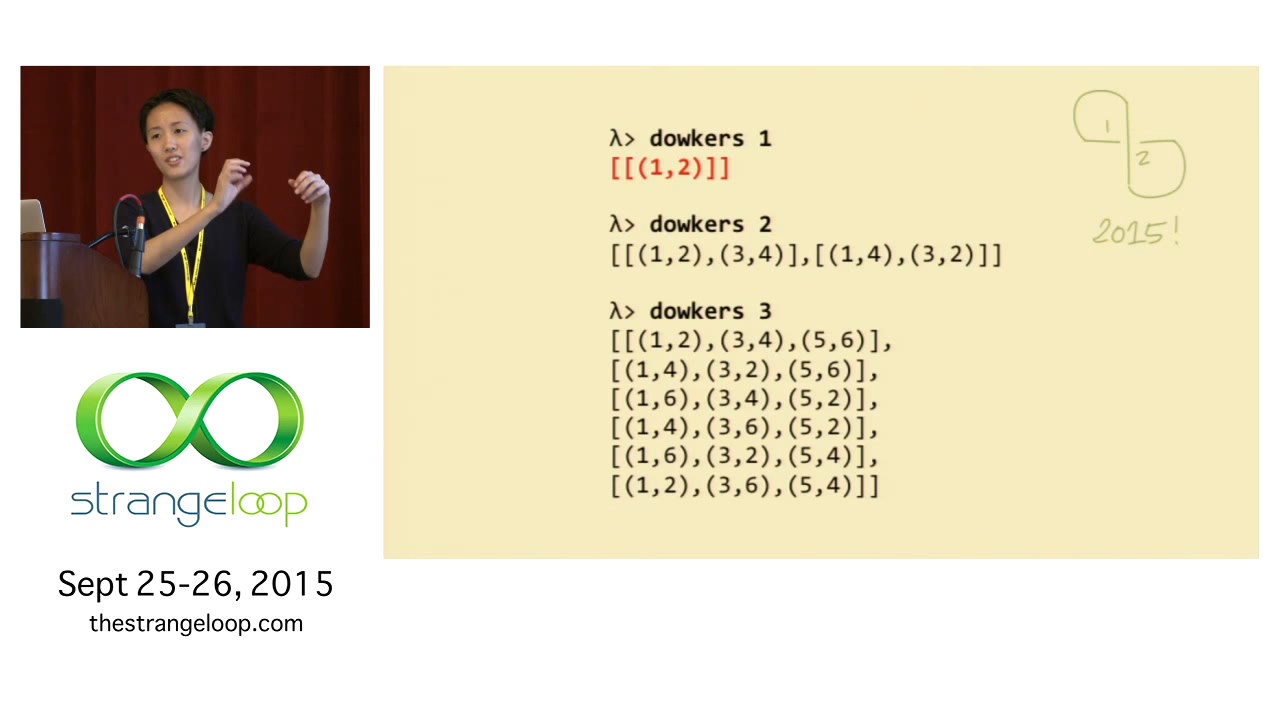 λ> dowkers 1
[[(1,2)]]
λ> dowkers 2
[[(1,2),(3,4)],[(1,4),(3,2)]]
λ> dowkers 3
[[(1,2),(3,4),(5,6)],
[(1,4),(3,2),(5,6)],
[(1,6),(3,4),(5,2)],
[(1,4),(3,6),(5,2)],
[(1,6),(3,2),(5,4)],
[(1,2),(3,6),(5,4)]]
1
2
2015!
strangeloop
Sept 25-26, 2015
thestrangeloop.com